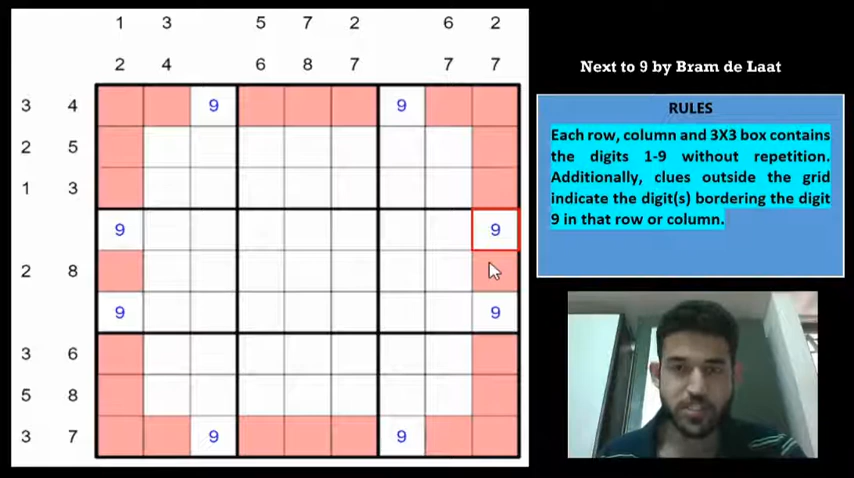 1 3 5 7 2 6 2
2 4 6 8 7 7 7
Next to 9 by Bram de Laat
3 4 9 9
RULES
2 5
Each row, column and 3X3 box contains
the digits 1-9 without repetition.
1 3
Additionally, clues outside the grid
indicate the digit(s) bordering the digit
9 in that row or column.
9 9
2 8
9 9
3 6
5 8
3 7 9 9